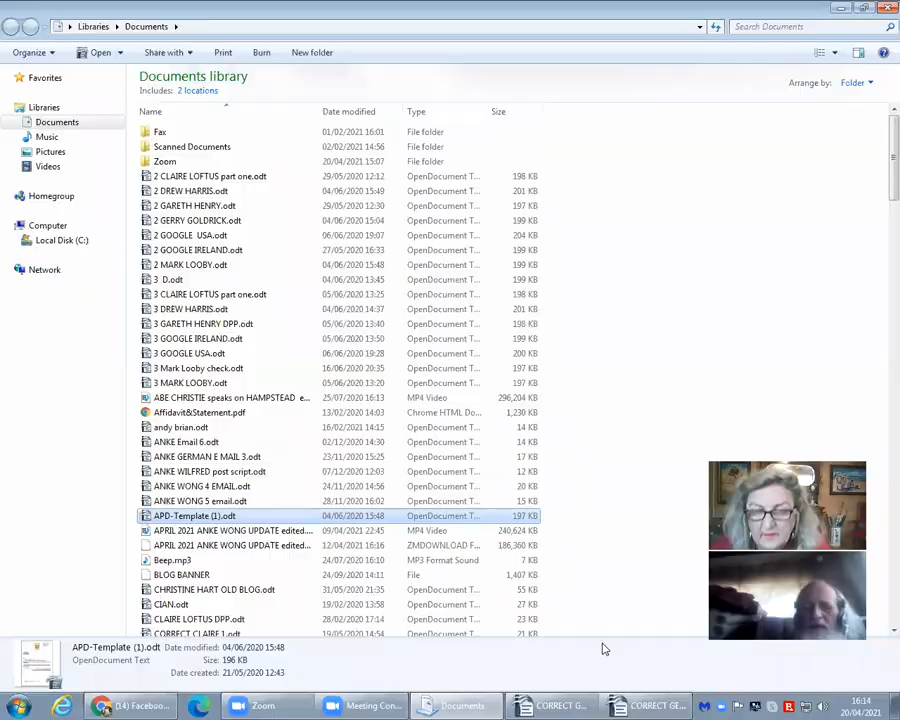 Libraries Documents
Search Documents
Organize Open Share with Print Burn New folder
Documents library
Includes: 2 locations
Arrange by: Folder
Name Date modified Type Size
Favorites
Libraries
Documents
Music
Pictures
Videos
Homegroup
Computer
Local Disk (C:)
Network
Fax 01/02/2021 16:01 File folder
Scanned Documents 02/02/2021 14:56 File folder
Zoom 20/04/2021 15:07 File folder
2 CLAIRE LOFTUS part one.odt 29/05/2020 12:12 OpenDocument T... 198 KB
2 DREW HARRIS.odt 04/06/2020 15:49 OpenDocument T... 201 KB
2 GARETH HENRY.odt 29/05/2020 12:30 OpenDocument T... 197 KB
2 GERRY GOLDRICK.odt 04/06/2020 15:04 OpenDocument T... 199 KB
2 GOOGLE USA.odt 06/06/2020 19:07 OpenDocument T... 204 KB
2 GOOGLE IRELAND.odt 27/05/2020 16:33 OpenDocument T... 199 KB
2 MARK LOOBY.odt 04/06/2020 15:48 OpenDocument T... 199 KB
3 D.odt 04/06/2020 13:45 OpenDocument T... 199 KB
3 CLAIRE LOFTUS part one.odt 05/06/2020 13:25 OpenDocument T... 198 KB
3 DREW HARRIS.odt 04/06/2020 14:37 OpenDocument T... 201 KB
3 GARETH HENRY DPP.odt 05/06/2020 13:40 OpenDocument T... 198 KB
3 GOOGLE IRELAND.odt 05/06/2020 13:50 OpenDocument T... 199 KB
3 GOOGLE USA.odt 06/06/2020 19:28 OpenDocument T... 200 KB
3 Mark Looby check.odt 16/06/2020 20:35 OpenDocument T... 197 KB
3 MARK LOOBY.odt 05/06/2020 13:20 OpenDocument T... 197 KB
ABE CHRISTIE speaks on HAMPSTEAD e... 25/07/2020 16:13 MP4 Video 296,204 KB
Affidavit&Statement.pdf 13/02/2020 14:03 Chrome HTML Do... 1,230 KB
andy brian.odt 16/02/2021 14:15 OpenDocument T... 14 KB
ANKE Email 6.odt 02/12/2020 14:30 OpenDocument T... 14 KB
ANKE GERMAN E MAIL 3.odt 23/11/2020 15:25 OpenDocument T... 17 KB
ANKE WILFRED post script.odt 07/12/2020 12:03 OpenDocument T... 12 KB
ANKE WONG 4 EMAIL.odt 24/11/2020 14:56 OpenDocument T... 20 KB
ANKE WONG 5 email.odt 28/11/2020 16:02 OpenDocument T... 15 KB
APD-Template (1).odt 04/06/2020 15:48 OpenDocument T... 197 KB
APRIL 2021 ANKE WONG UPDATE edited.... 09/04/2021 22:45 MP4 Video 240,624 KB
APRIL 2021 ANKE WONG UPDATE edited.... 12/04/2021 16:16 ZMDOWNLOAD F... 186,360 KB
Beep.mp3 24/07/2020 16:10 MP3 Format Sound 7 KB
BLOG BANNER 24/09/2020 14:11 File 1,407 KB
CHRISTINE HART OLD BLOG.odt 31/05/2020 21:35 OpenDocument T... 55 KB
CIAN.odt 19/02/2020 13:58 OpenDocument T... 27 KB
CLAIRE LOFTUS DPP.odt 28/02/2020 17:14 OpenDocument T... 23 KB
CORRECT CLAIRE 1.odt 19/05/2020 14:54 OpenDocument T... 21 KB
APD-Template (1).odt Date modified: 04/06/2020 15:48
OpenDocument Text Size: 196 KB
Date created: 21/05/2020 12:43
(14) Facebo... Zoom Meeting Con... Documents CORRECT G... CORRECT GE...
16:14
20/04/2021